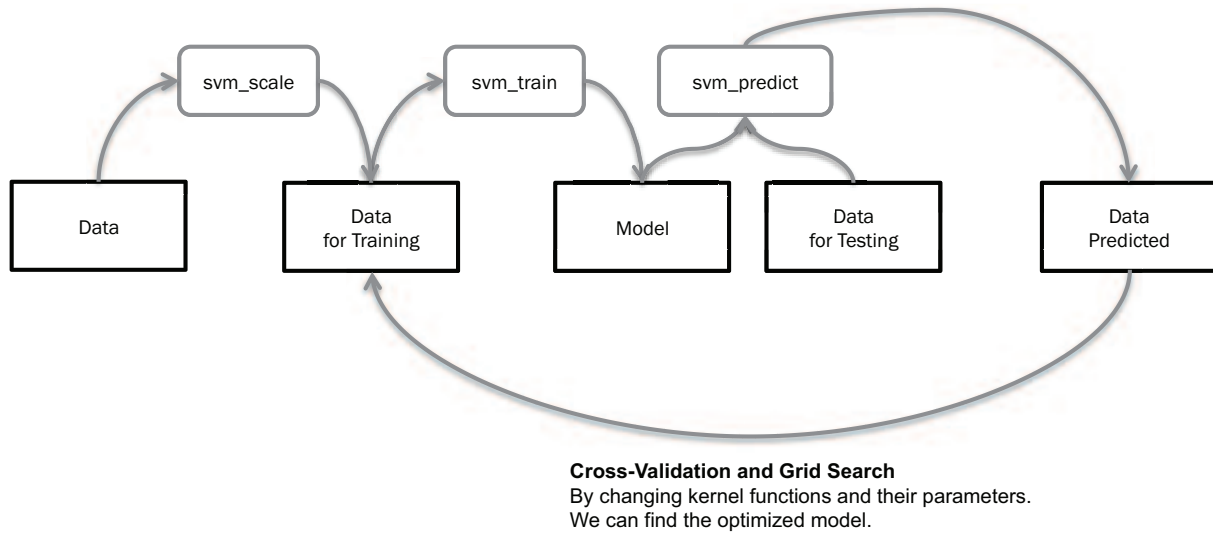 svm_scale
svm_train
svm_predict
Data
Data
for Training
Model
Data
for Testing
Data
Predicted
Cross-Validation and Grid Search
By changing kernel functions and their parameters.
We can find the optimized model.